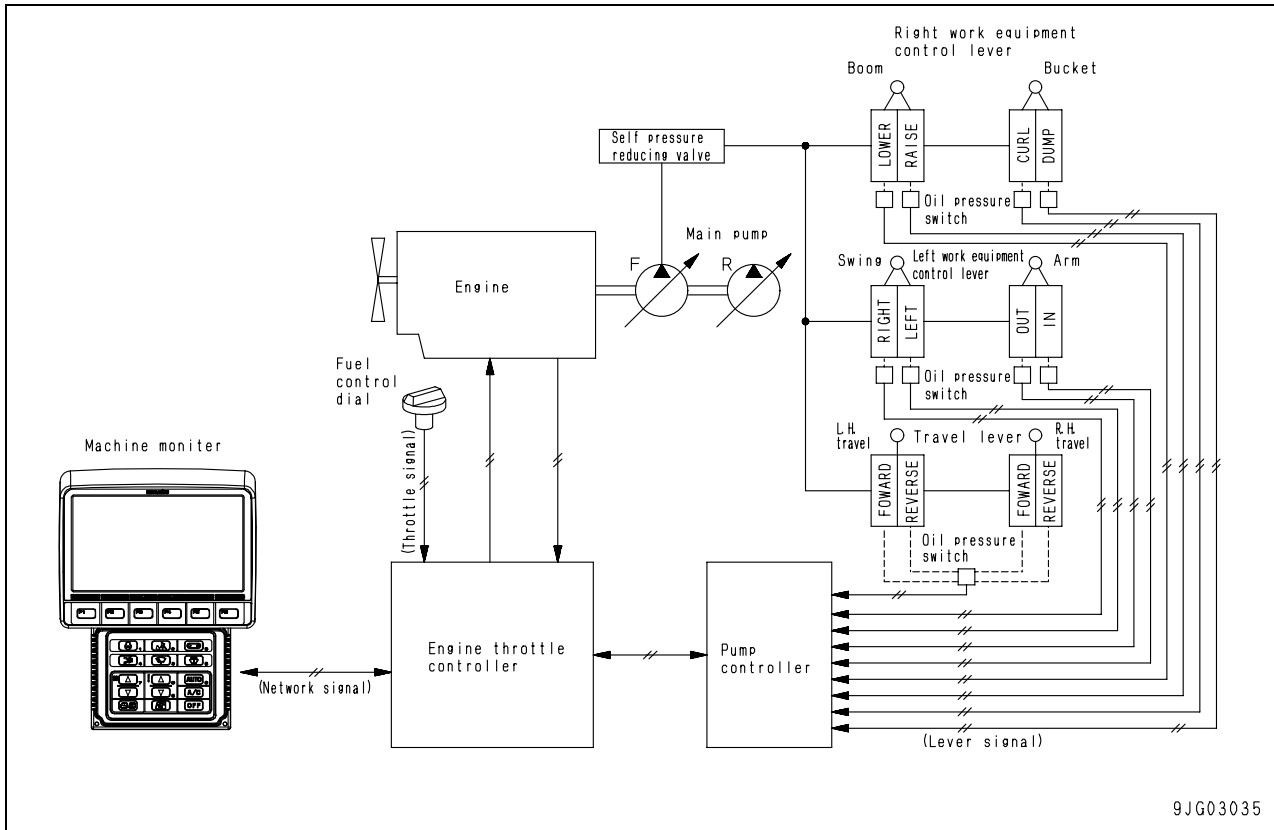 Right work equipment
control lever
Boom
Bucket
LOWER
RAISE
CURL
DUMP
Self pressure
reducing valve
Oil pressure
switch
Main pump
F
R
Engine
Swing
Left work equipment
control lever
Arm
RIGHT
LEFT
OUT
IN
Oil pressure
switch
Fuel
control
dial
(Throttle signal)
L.H.
travel
Travel lever
R.H.
travel
FOWARD
REVERSE
FOWARD
REVERSE
Oil pressure
switch
Machine moniter
Engine throttle
controller
Pump
controller
(Network signal)
(Lever signal)
AUTO
A/C
OFF
9JG03035